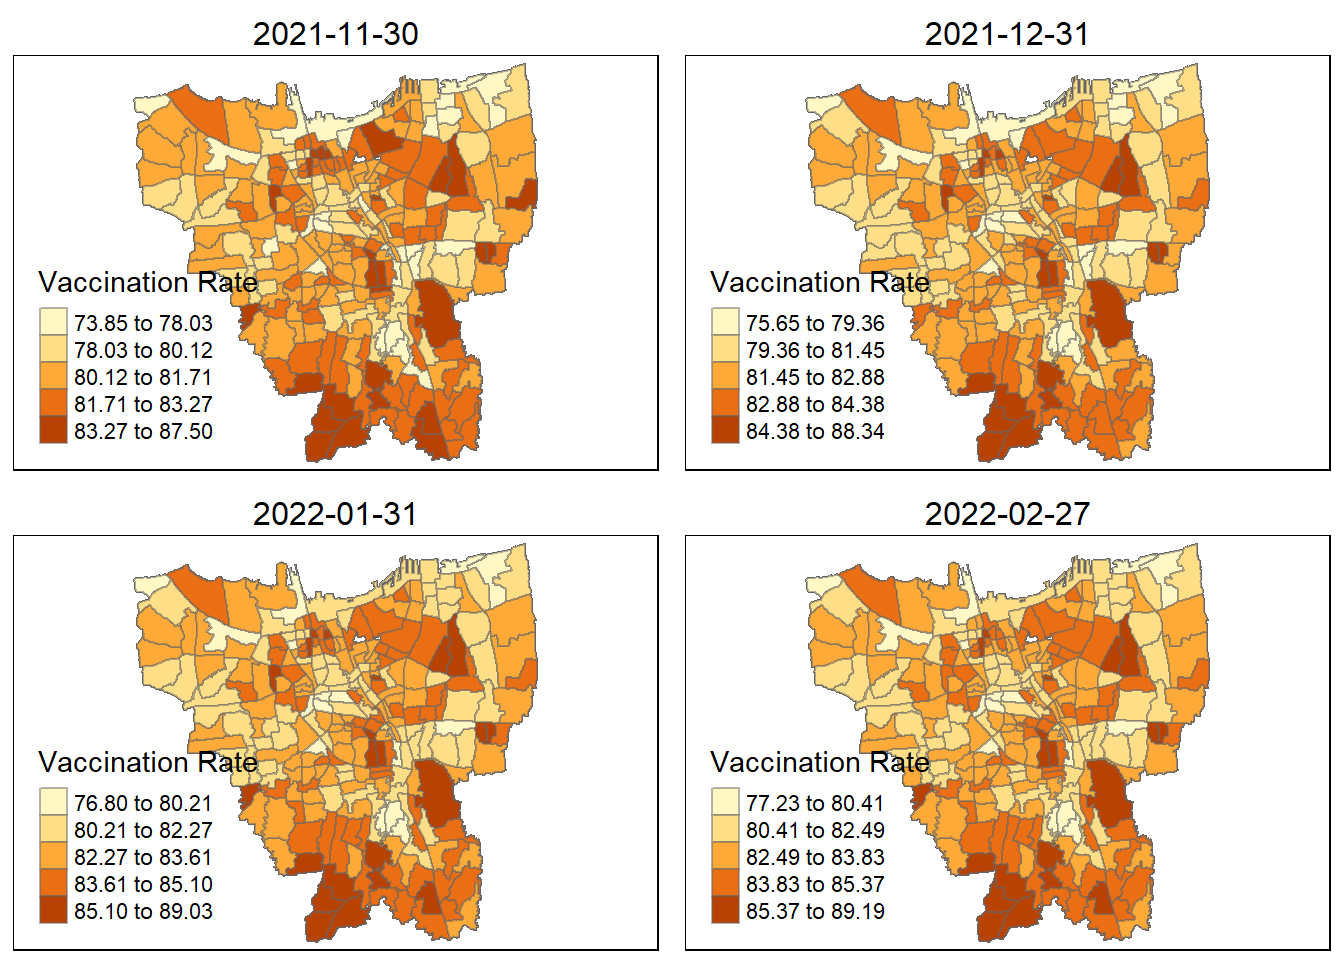 2021-11-30
Vaccination Rate
73.85 to 78.03
78.03 to 80.12
80.12 to 81.71
81.71 to 83.27
83.27 to 87.50
2021-12-31
Vaccination Rate
75.65 to 79.36
79.36 to 81.45
81.45 to 82.88
82.88 to 84.38
84.38 to 88.34
2022-01-31
Vaccination Rate
76.80 to 80.21
80.21 to 82.27
82.27 to 83.61
83.61 to 85.10
85.10 to 89.03
2022-02-27
Vaccination Rate
77.23 to 80.41
80.41 to 82.49
82.49 to 83.83
83.83 to 85.37
85.37 to 89.19